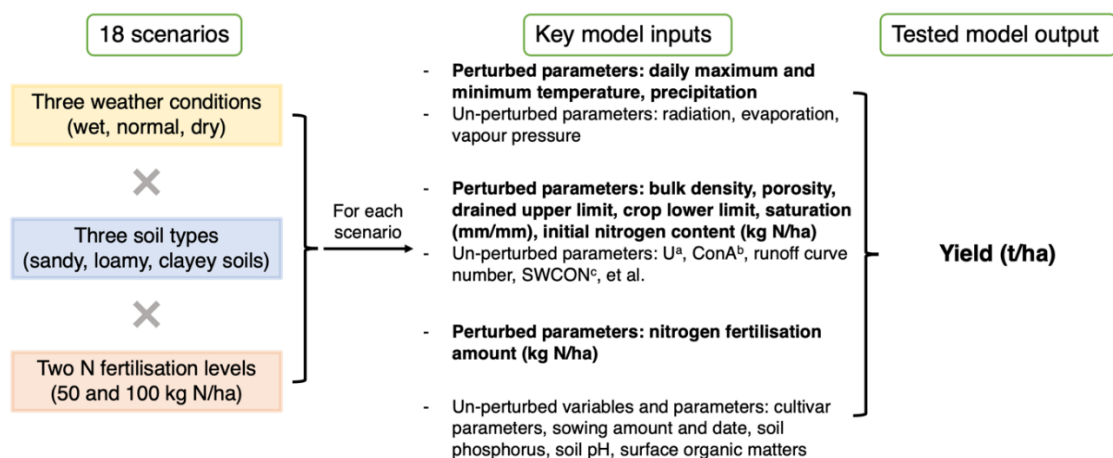 18 scenarios
Key model inputs
Tested model output
Three weather conditions
(wet, normal, dry)
×
Three soil types
(sandy, loamy, clayey soils)
×
Two N fertilisation levels
(50 and 100 kg N/ha)
For each
scenario
- Perturbed parameters: daily maximum and
minimum temperature, precipitation
- Un-perturbed parameters: radiation, evaporation,
vapour pressure
- Perturbed parameters: bulk density, porosity,
drained upper limit, crop lower limit, saturation
(mm/mm), initial nitrogen content (kg N/ha)
- Un-perturbed parameters: Uᵃ, ConAᵇ, runoff curve
number, SWCONᶜ, et al.
- Perturbed parameters: nitrogen fertilisation
amount (kg N/ha)
- Un-perturbed variables and parameters: cultivar
parameters, sowing amount and date, soil
phosphorus, soil pH, surface organic matters
Yield (t/ha)